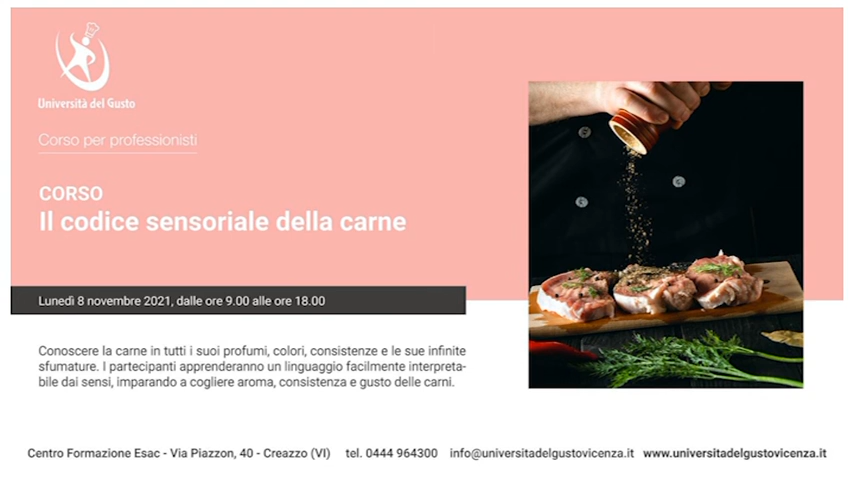 Università del Gusto
Corso per professionisti
CORSO
Il codice sensoriale della carne
Lunedì 8 novembre 2021, dalle ore 9.00 alle ore 18.00
Conoscere la carne in tutti i suoi profumi, colori, consistenze e le sue infinite
sfumature. I partecipanti apprenderanno un linguaggio facilmente interpreta-
bile dai sensi, imparando a cogliere aroma, consistenza e gusto delle carni.
Centro Formazione Esac - Via Piazzon, 40 - Creazzo (VI) tel. 0444 964300 info@universitadelgustovicenza.it www.universitadelgustovicenza.it